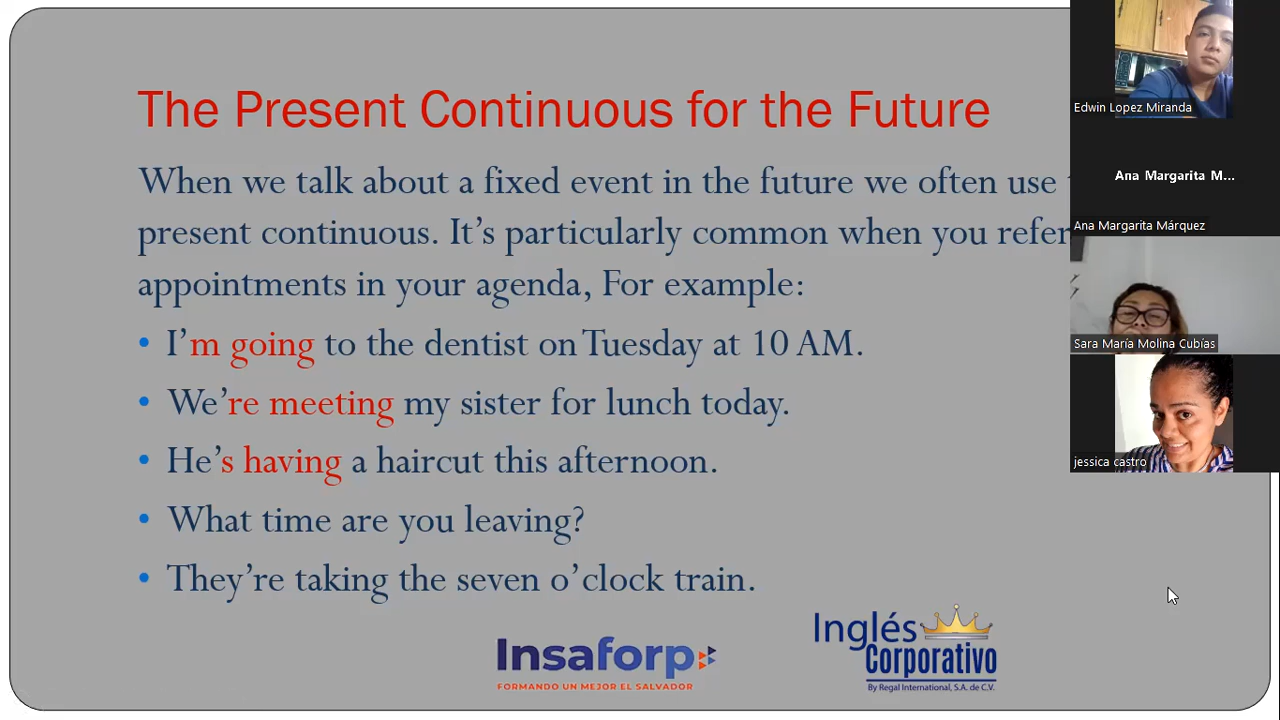 The Present Continuous for the Future
When we talk about a fixed event in the future we often use
present continuous. It's particularly common when you refer
appointments in your agenda, For example:
• I'm going to the dentist on Tuesday at 10 AM.
• We're meeting my sister for lunch today.
• He's having a haircut this afternoon.
• What time are you leaving?
• They're taking the seven o'clock train.
Insaforp
FORMANDO UN MEJOR EL SALVADOR
Inglés
Corporativo
By Regal International, S.A. de C.V.
Edwin Lopez Miranda
Ana Margarita M...
Ana Margarita Márquez
Sara María Molina Cubías
jessica castro